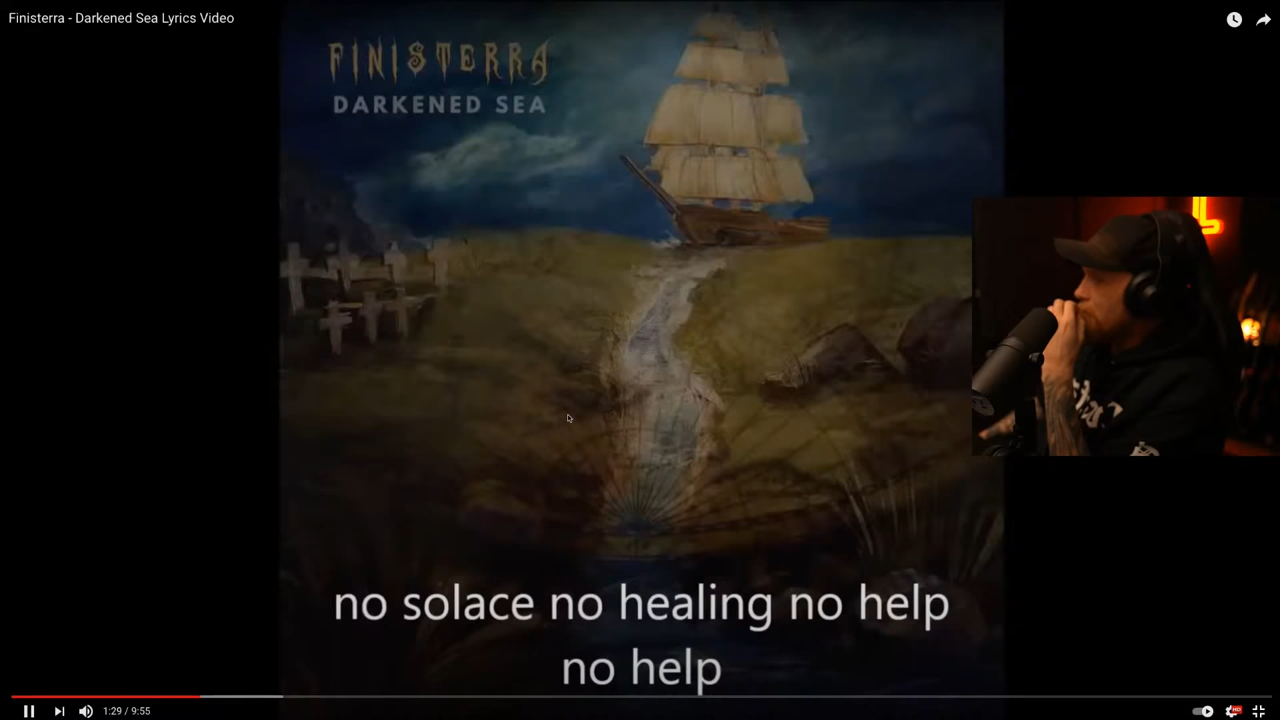 Finisterra - Darkened Sea Lyrics Video
FINISTERRA
DARKENED SEA
L
no solace no healing no help
no help
1:29 / 9:55
HD